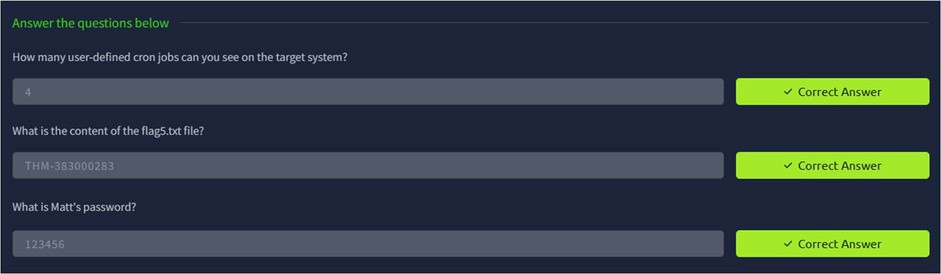 Answer the questions below
How many user-defined cron jobs can you see on the target system?
4
✓ Correct Answer
What is the content of the flag5.txt file?
THM-383000283
✓ Correct Answer
What is Matt's password?
123456
✓ Correct Answer